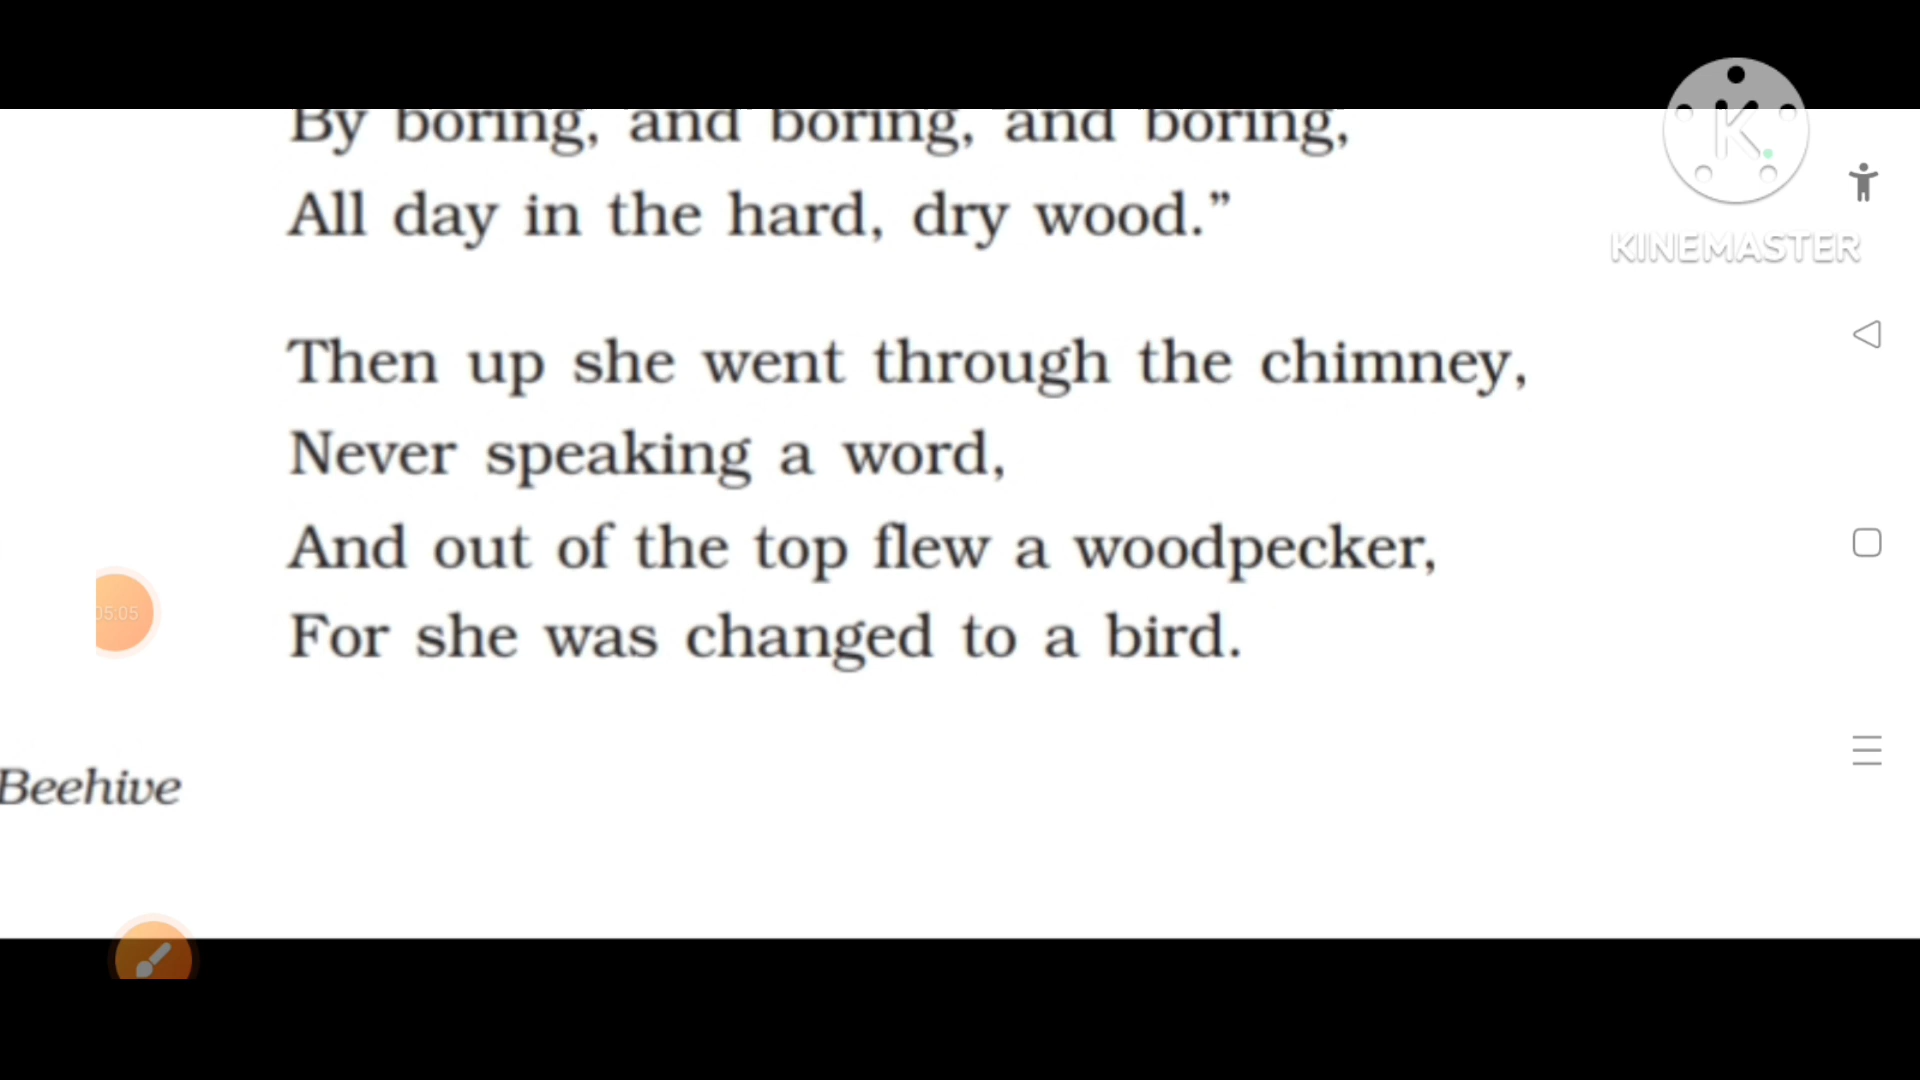 By boring, and boring, and boring,
All day in the hard, dry wood.”
Then up she went through the chimney,
Never speaking a word,
And out of the top flew a woodpecker,
For she was changed to a bird.
Beehive
05:05
K
KINEMASTER